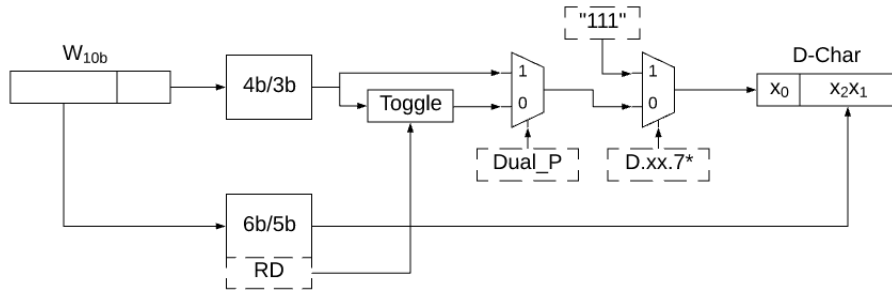 "111"
W10b
D-Char
4b/3b
1
0
Toggle
1
0
x0
x2x1
Dual_P
D.xx.7*
6b/5b
RD